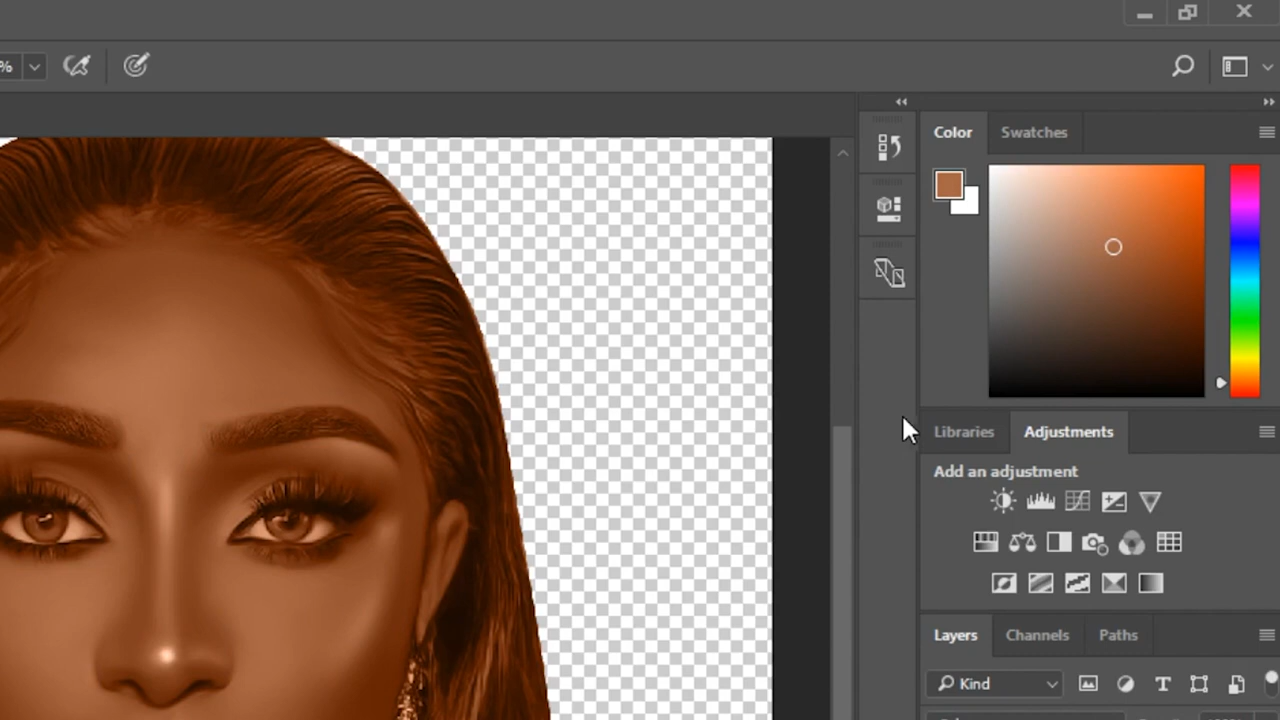 %
Color
Swatches
Libraries
Adjustments
Add an adjustment
Layers
Channels
Paths
Kind